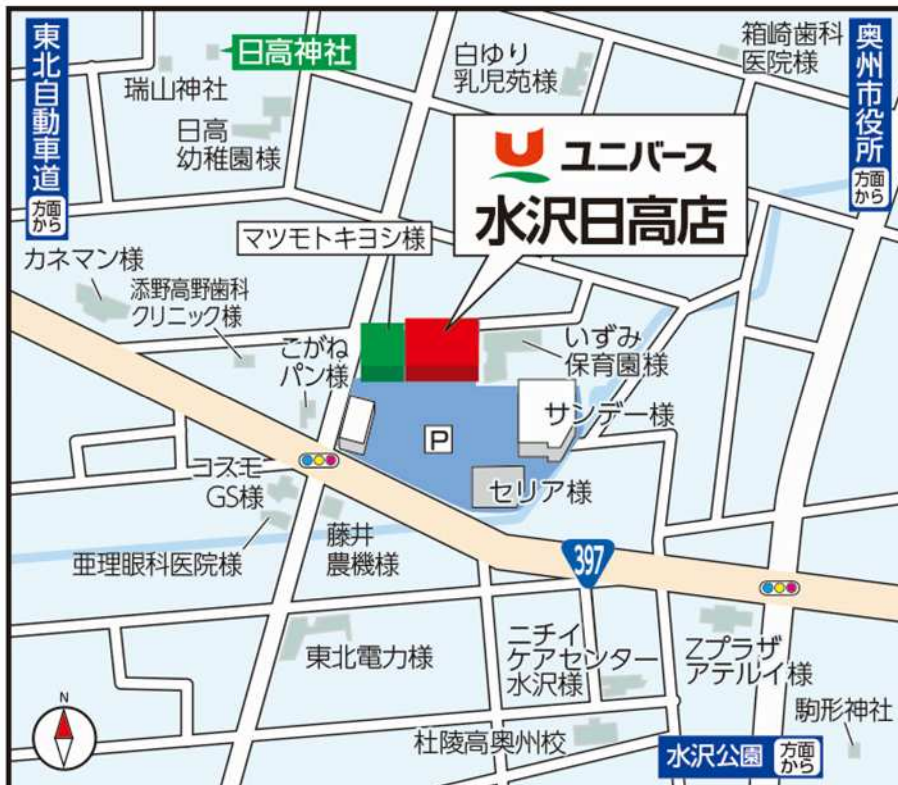 東北自動車道
方面
から
日高神社
瑞山神社
日高
幼稚園様
白ゆり
乳児苑様
箱崎歯科
医院様
奥州市役所
方面
から
ユニバース
水沢日高店
マツモトキヨシ様
カネマン様
添野高野歯科
クリニック様
こがね
パン様
いずみ
保育園様
サンデー様
P
セリア様
コスモ
GS様
亜理眼科医院様
藤井
農機様
397
東北電力様
ニチイ
ケアセンター
水沢様
Zプラザ
アテルイ様
駒形神社
杜陵高奥州校
水沢公園
方面
から
N